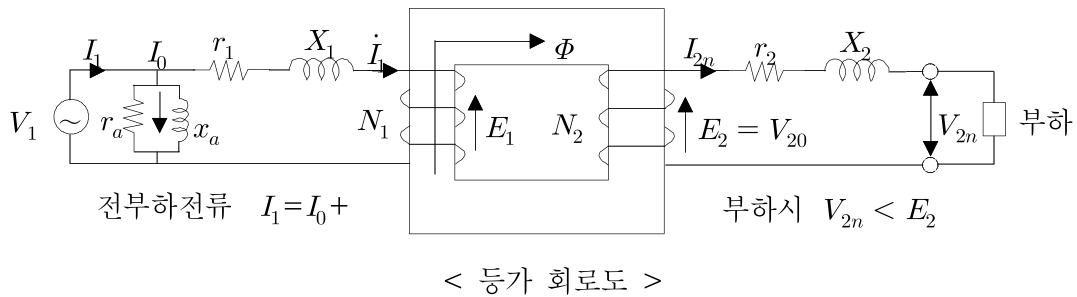 I₁ I₀ r₁ X₁ İ₁ Φ I₂ₙ r₂ X₂
V₁ rₐ xₐ N₁ E₁ N₂ E₂ = V₂₀ V₂ₙ 부하
전부하전류 I₁=I₀+ 부하시 V₂ₙ < E₂
< 등가 회로도 >